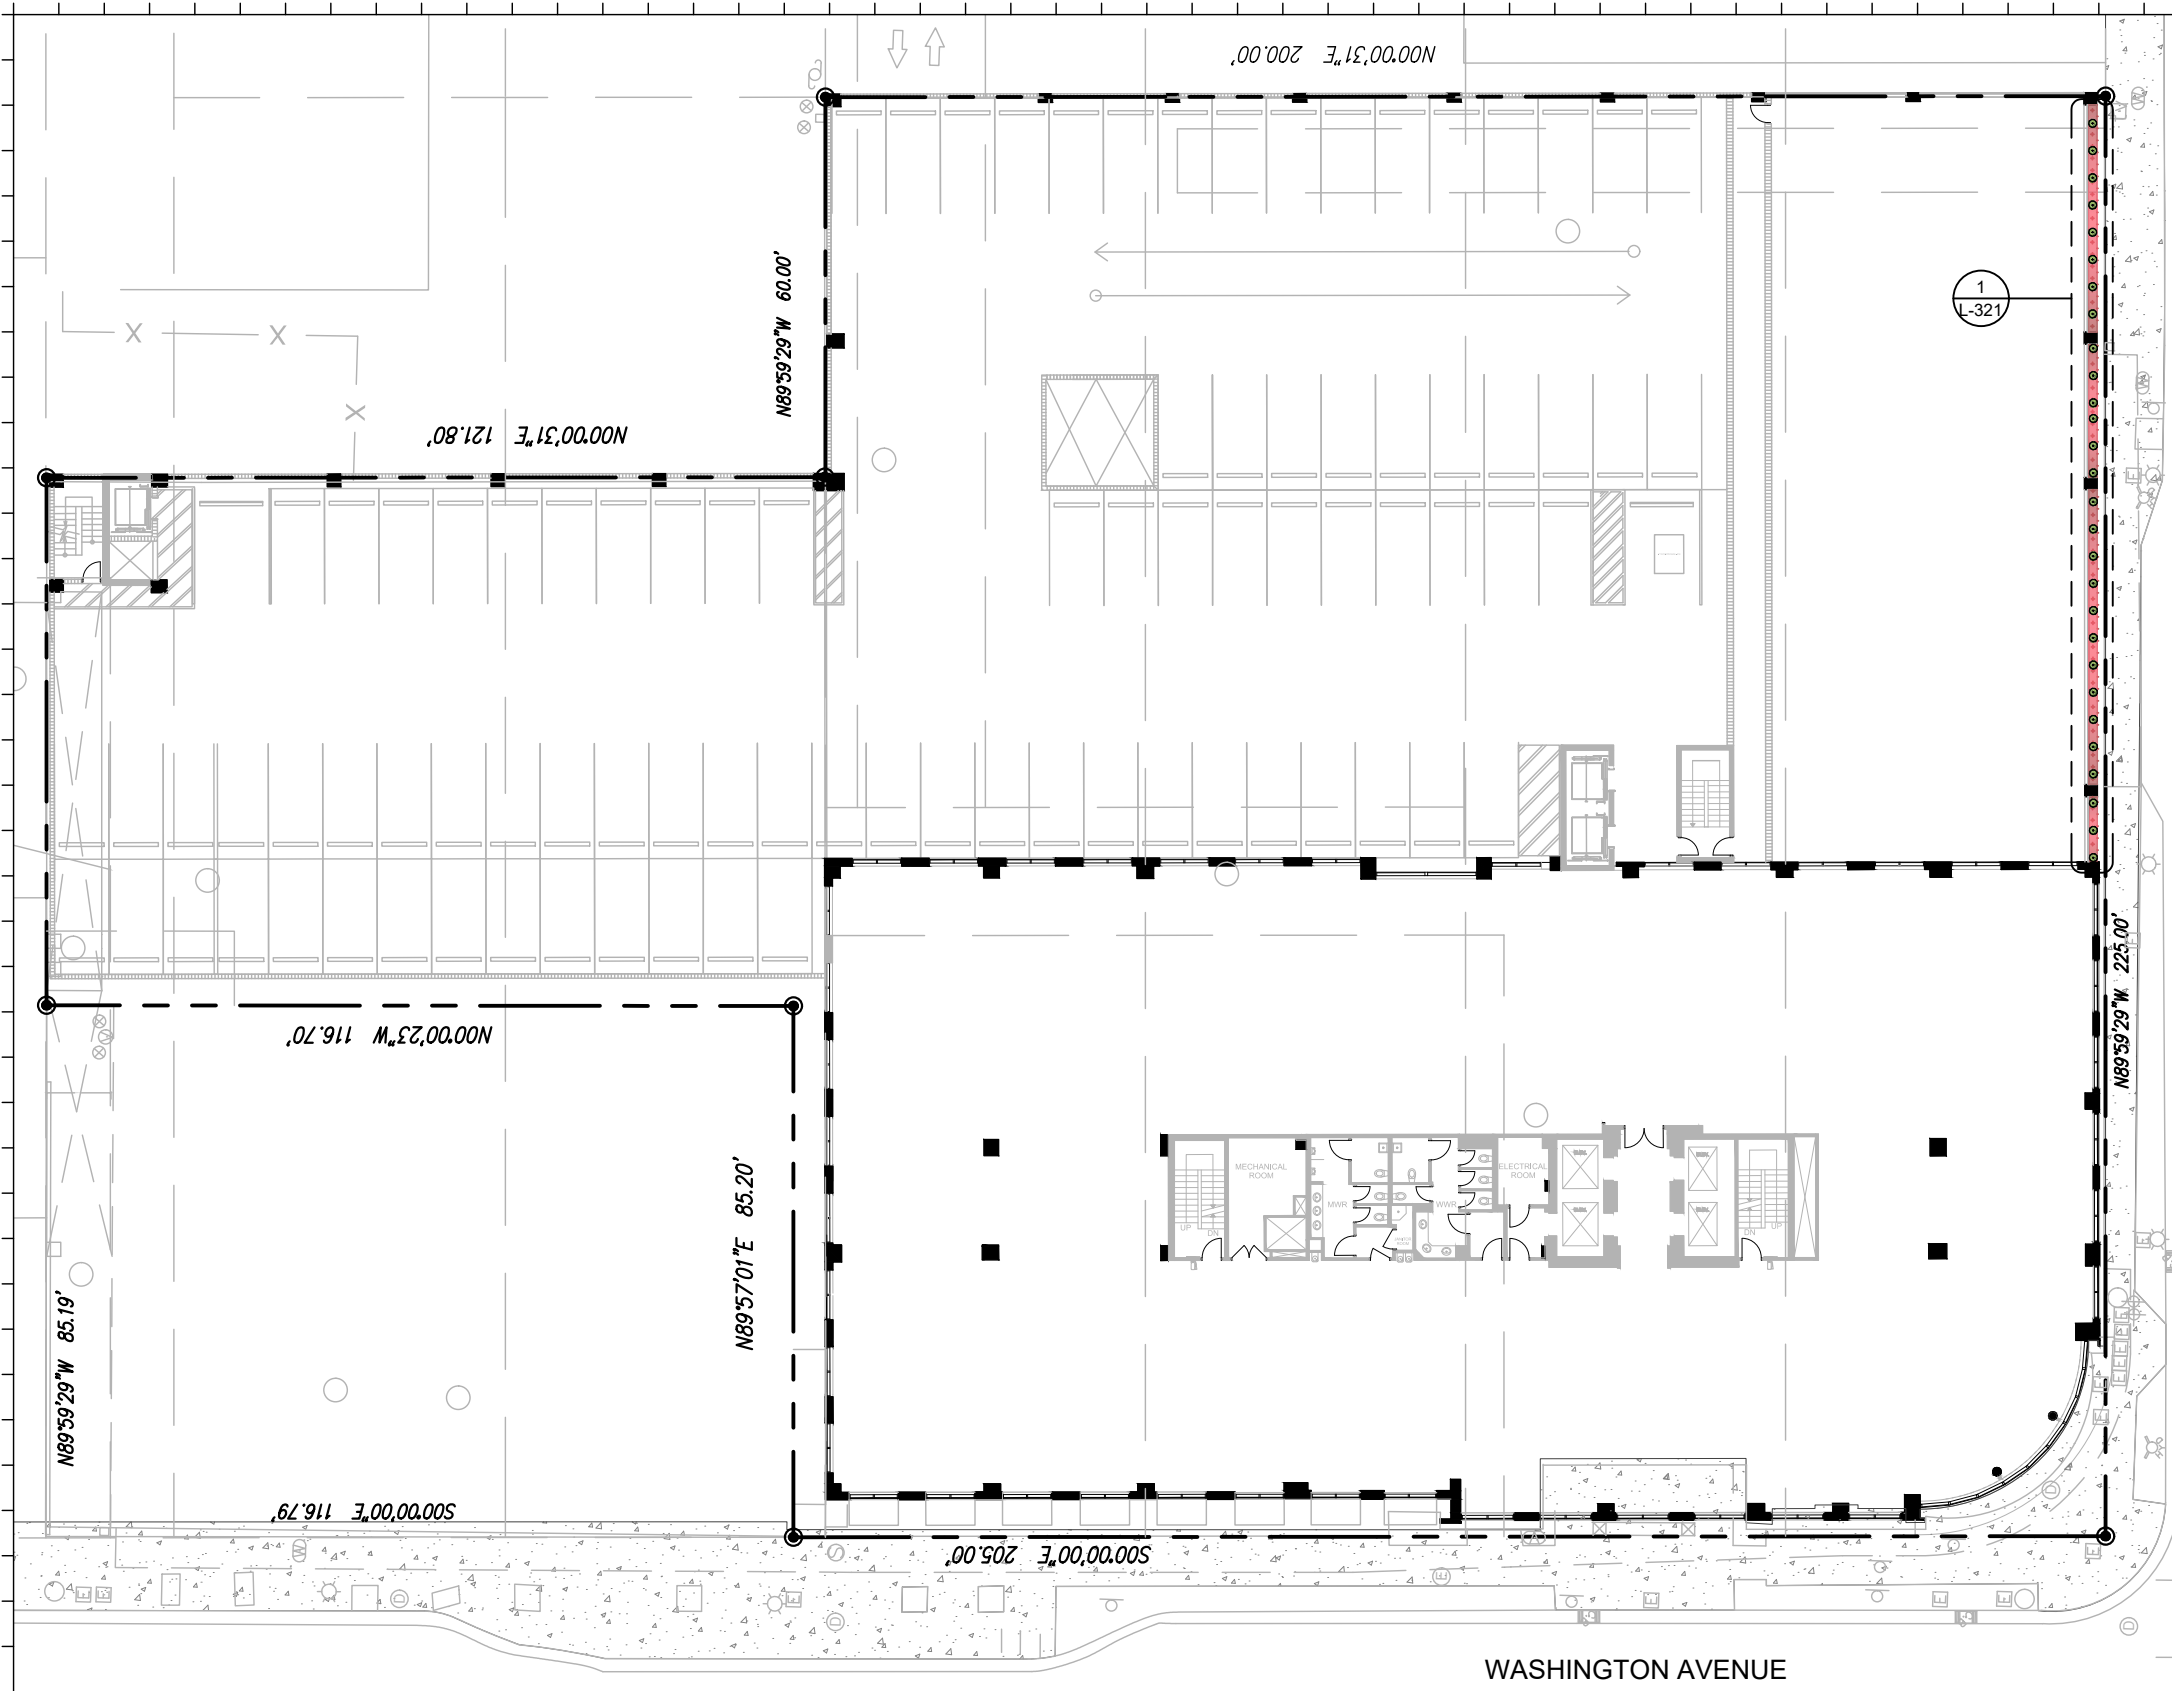 N00°00'31"E 200.00'
N89°59'29"W 60.00'
1
L-321
X X
X
N00°00'31"E 121.80'
N00°00'23"W 116.70'
N89°59'29"W 225.00'
N89°57'01"E 85.20'
MECHANICAL
ROOM
ELECTRICAL
ROOM
MWR
WWR
UP
DN
DN
UP
N89°59'29"W 85.19'
S00°00'00"E 116.79'
S00°00'00"E 205.00'
WASHINGTON AVENUE